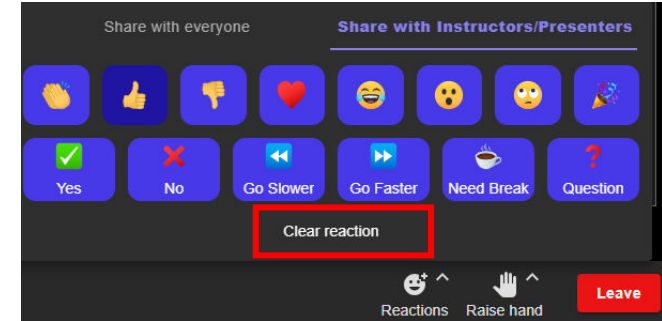 Share with everyone Share with Instructors/Presenters
Yes No Go Slower Go Faster Need Break Question
Clear reaction
Reactions Raise hand Leave